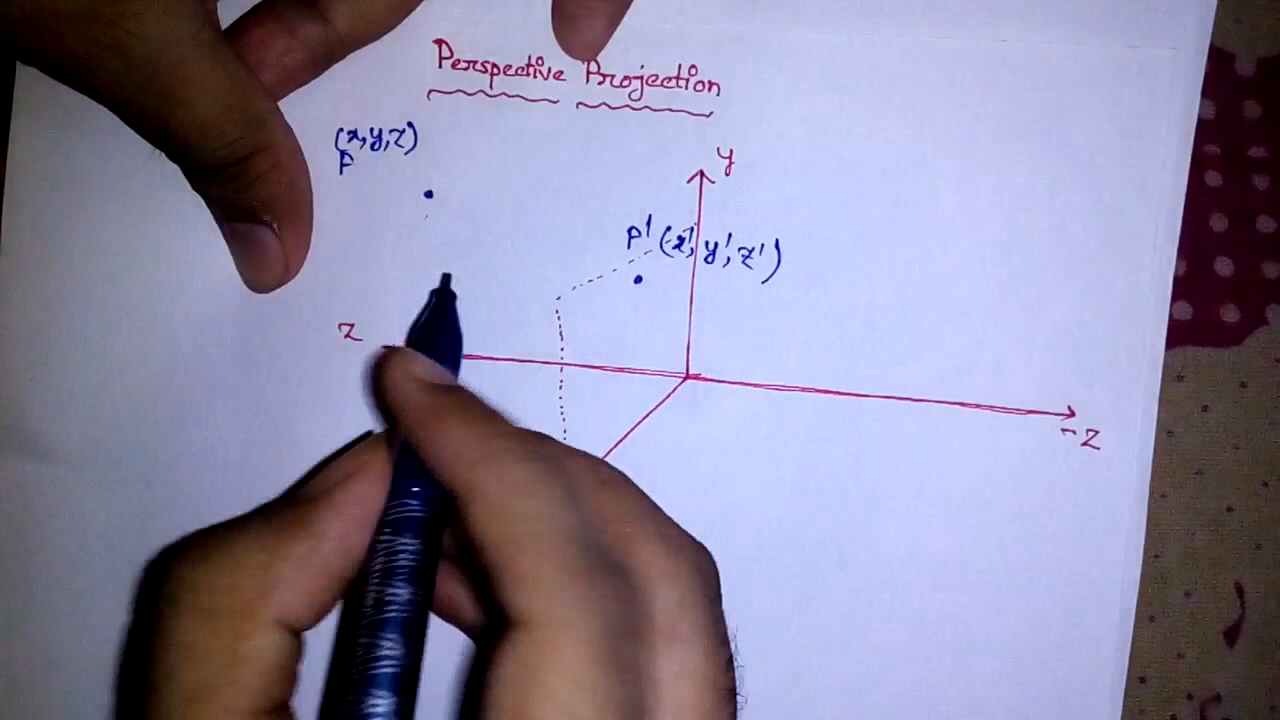 Perspective Projection
(x,y,z)
P
y
P' (x', y', z')
z
-z